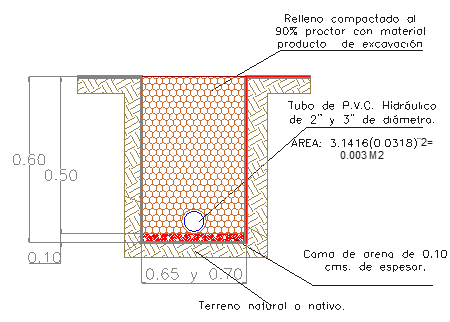 Relleno compactado al
90% proctor con material
producto de excavación
Tubo de P.V.C. Hidráulico
de 2" y 3" de diámetro.
AREA: 3.1416(0 0318)¯2=
0.003 M2
0.60
0.50
0.10
0.65 y 0.70
Cama de arena de 0.10
cms. de espesor.
Terreno natural o nativo.